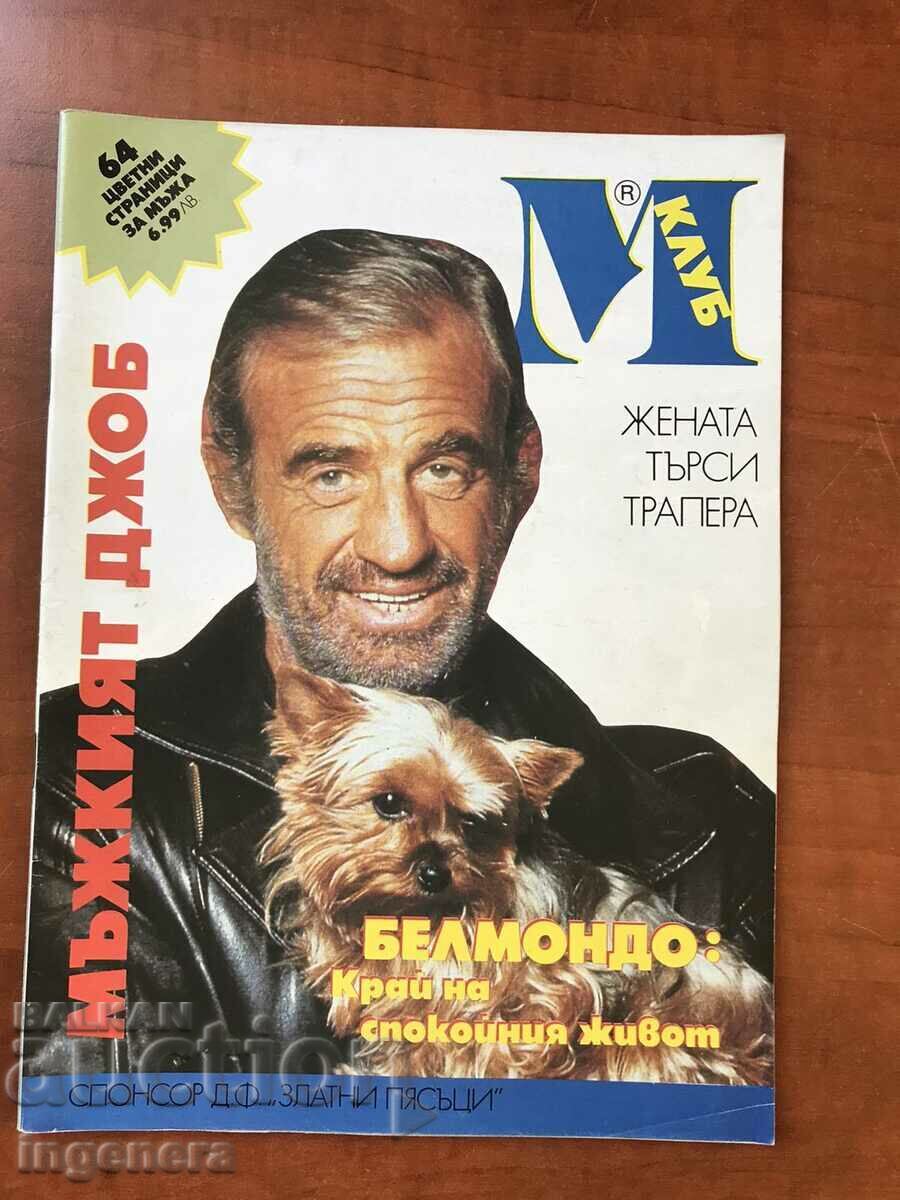 64
ЦВЕТНИ
СТРАНИЦИ
ЗА МЪЖА
6.99 ЛВ.
М
®
КЛУБ
ЖЕНАТА
ТЪРСИ
ТРАПЕРА
МЪЖКИЯТ ДЖОБ
БЕЛМОНДО:
Край на
спокойния живот
СПОНСОР Д.Ф. „ЗЛАТНИ ПЯСЪЦИ"
BALKAN
auction
ingenera